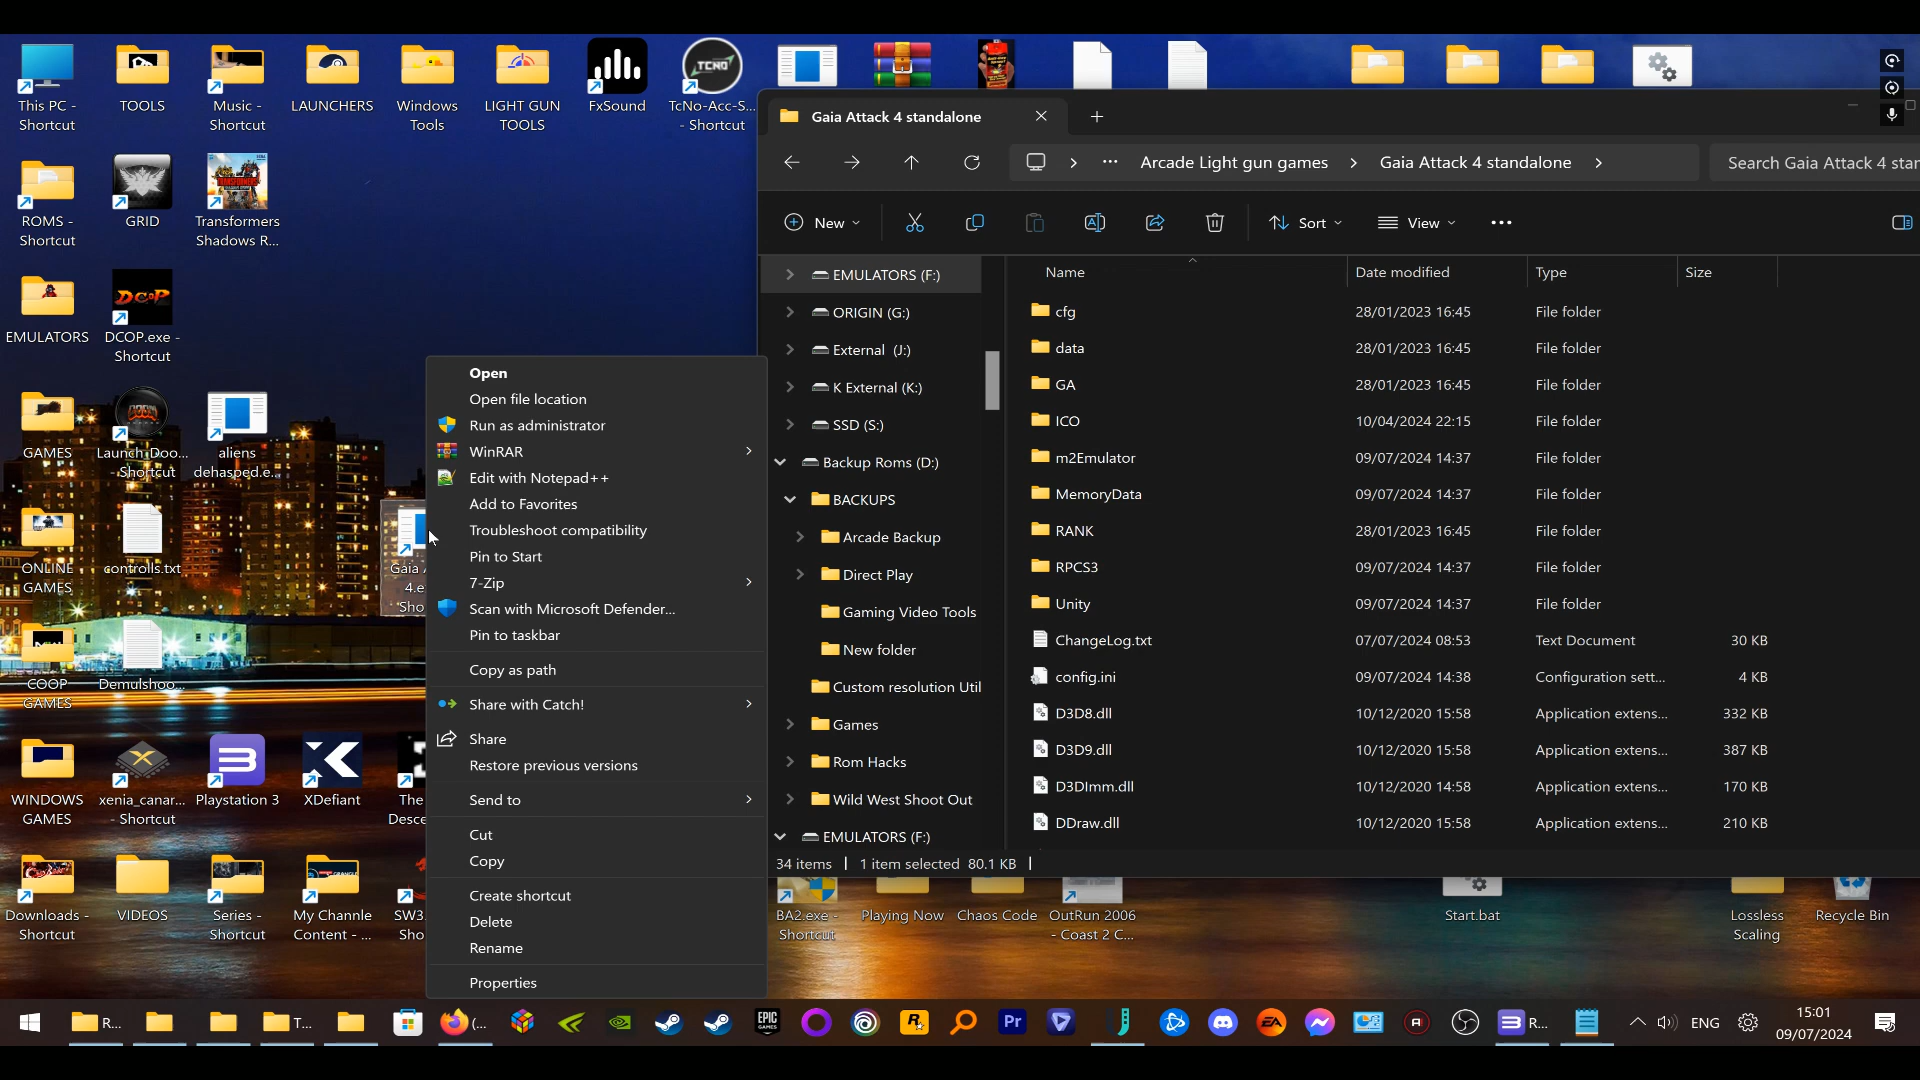 This PC -
Shortcut
TOOLS
Music -
Shortcut
LAUNCHERS
Windows
Tools
LIGHT GUN
TOOLS
FxSound
TcNo-Acc-S...
- Shortcut
TCNO
ROMS -
Shortcut
GRID
Transformers
Shadows R...
EMULATORS
DCOP
DCOP.exe -
Shortcut
GAMES
Launch Doo...
- Shortcut
aliens
dehasped.e...
ONLINE
GAMES
controlls.txt
Gaia
4.e
Sho
COOP
GAMES
Demulshoo...
WINDOWS
GAMES
xenia_canar...
- Shortcut
Playstation 3
XDefiant
The
Desce
Downloads -
Shortcut
VIDEOS
Series -
Shortcut
My Channle
Content - ...
SW3.
Sho
Open
Open file location
Run as administrator
WinRAR
Edit with Notepad++
Add to Favorites
Troubleshoot compatibility
Pin to Start
7-Zip
Scan with Microsoft Defender...
Pin to taskbar
Copy as path
Share with Catch!
Share
Restore previous versions
Send to
Cut
Copy
Create shortcut
Delete
Rename
Properties
Gaia Attack 4 standalone
Arcade Light gun games
Gaia Attack 4 standalone
Search Gaia Attack 4 star
New
Sort
View
EMULATORS (F:)
ORIGIN (G:)
External (J:)
K External (K:)
SSD (S:)
Backup Roms (D:)
BACKUPS
Arcade Backup
Direct Play
Gaming Video Tools
New folder
Custom resolution Util
Games
Rom Hacks
Wild West Shoot Out
EMULATORS (F:)
Name Date modified Type Size
cfg 28/01/2023 16:45 File folder
data 28/01/2023 16:45 File folder
GA 28/01/2023 16:45 File folder
ICO 10/04/2024 22:15 File folder
m2Emulator 09/07/2024 14:37 File folder
MemoryData 09/07/2024 14:37 File folder
RANK 28/01/2023 16:45 File folder
RPCS3 09/07/2024 14:37 File folder
Unity 09/07/2024 14:37 File folder
ChangeLog.txt 07/07/2024 08:53 Text Document 30 KB
config.ini 09/07/2024 14:38 Configuration sett... 4 KB
D3D8.dll 10/12/2020 15:58 Application extens... 332 KB
D3D9.dll 10/12/2020 15:58 Application extens... 387 KB
D3DImm.dll 10/12/2020 14:58 Application extens... 170 KB
DDraw.dll 10/12/2020 15:58 Application extens... 210 KB
34 items 1 item selected 80.1 KB
BA2.exe -
Shortcut
Playing Now
Chaos Code
OutRun 2006
- Coast 2 C...
Start.bat
Lossless
Scaling
Recycle Bin
R...
T...
(...
EPIC
GAMES
R
Pr
EA
R...
ENG
15:01
09/07/2024